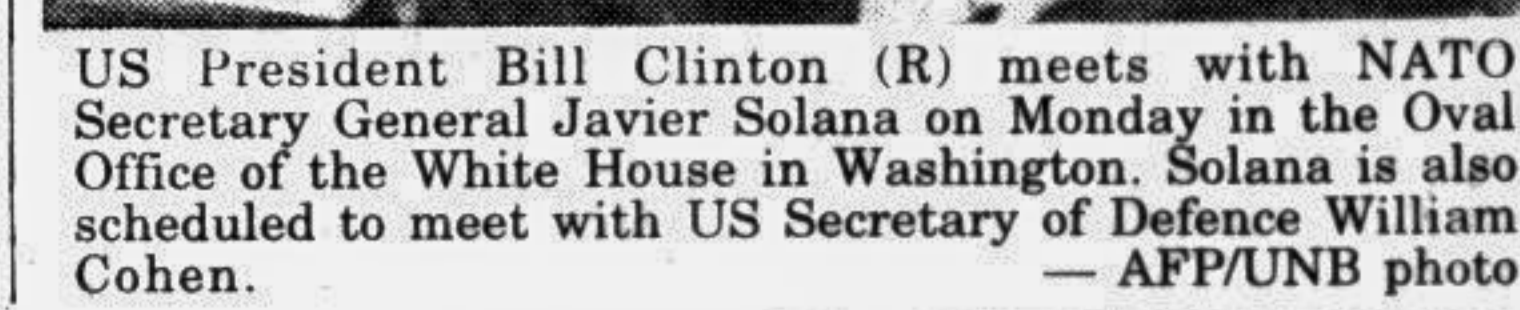 US President Bill Clinton (R) meets with NATO
Secretary General Javier Solana on Monday in the Oval
Office of the White House in Washington. Solana is also
scheduled to meet with US Secretary of Defence William
Cohen. — AFP/UNB photo